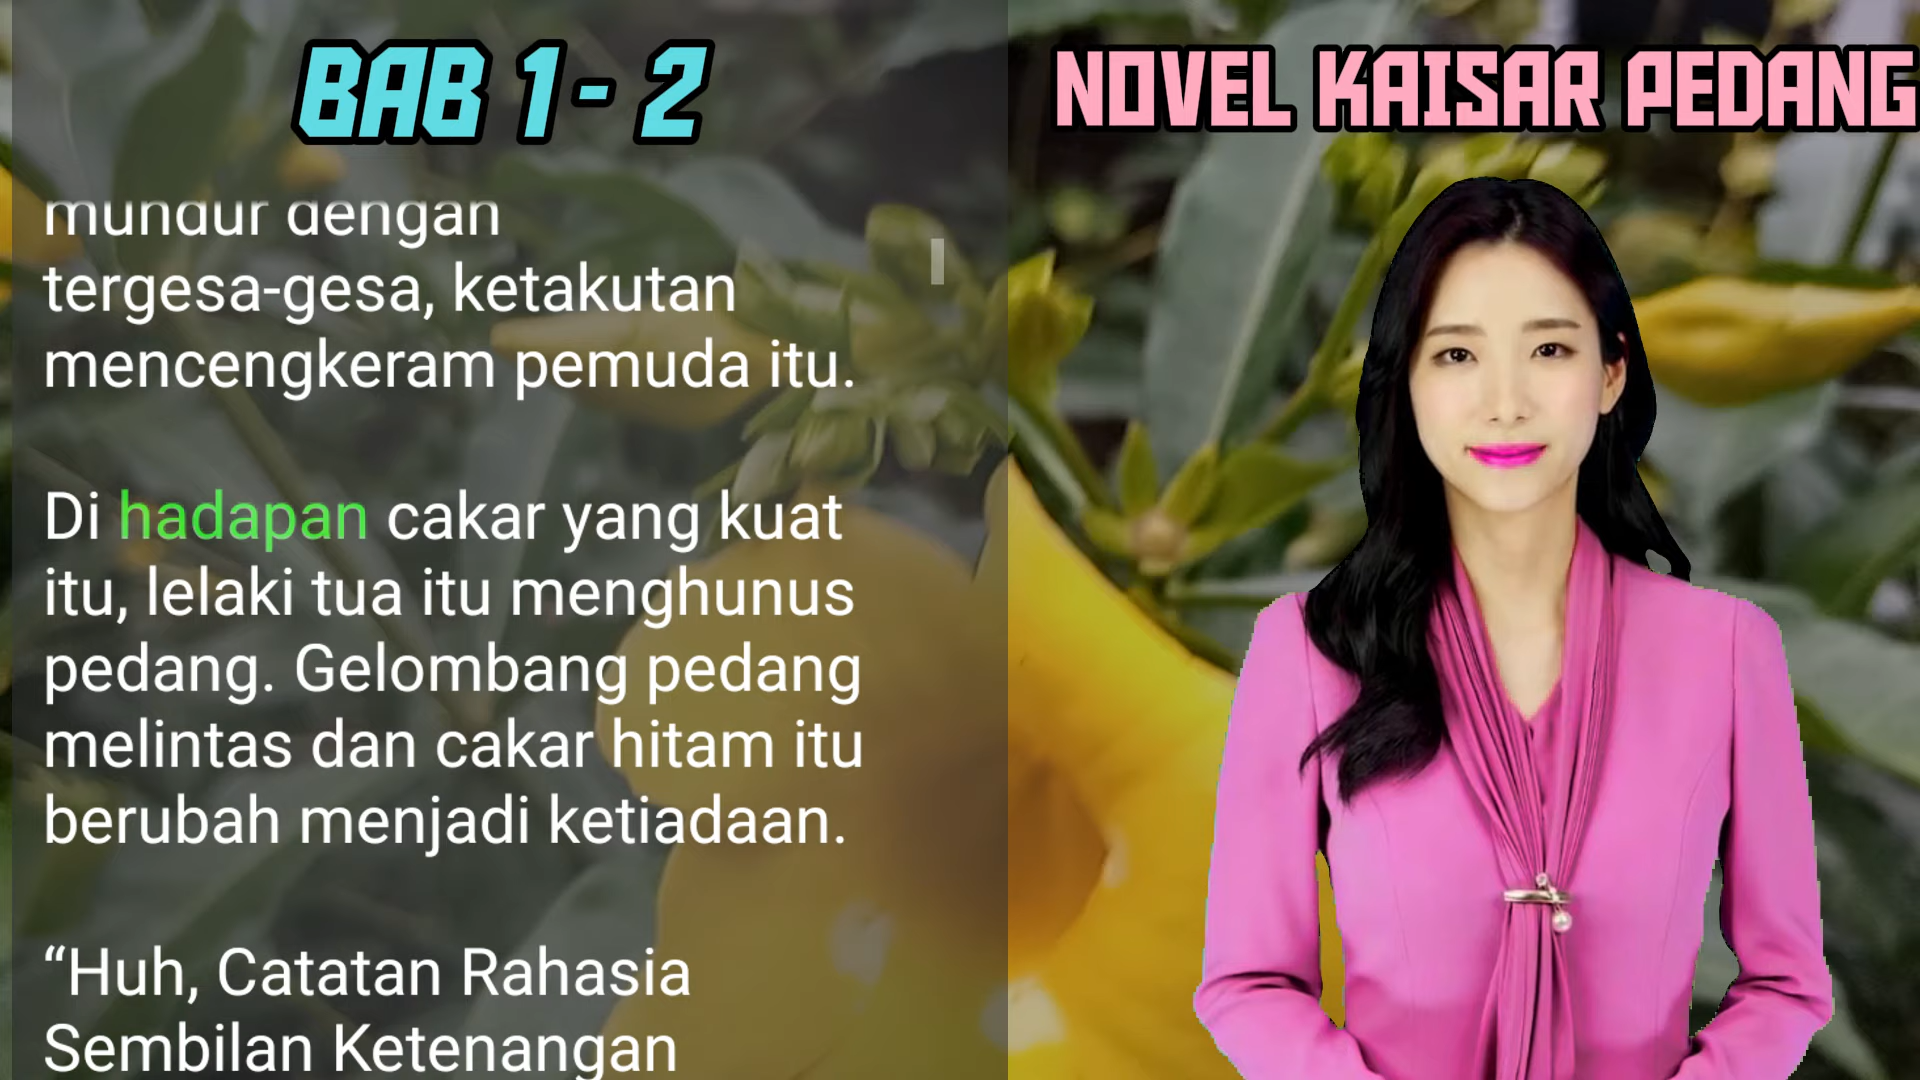 BAB 1 - 2
NOVEL KAISAR PEDANG
mundur dengan
tergesa-gesa, ketakutan
mencengkeram pemuda itu.
Di hadapan cakar yang kuat
itu, lelaki tua itu menghunus
pedang. Gelombang pedang
melintas dan cakar hitam itu
berubah menjadi ketiadaan.
“Huh, Catatan Rahasia
Sembilan Ketenangan